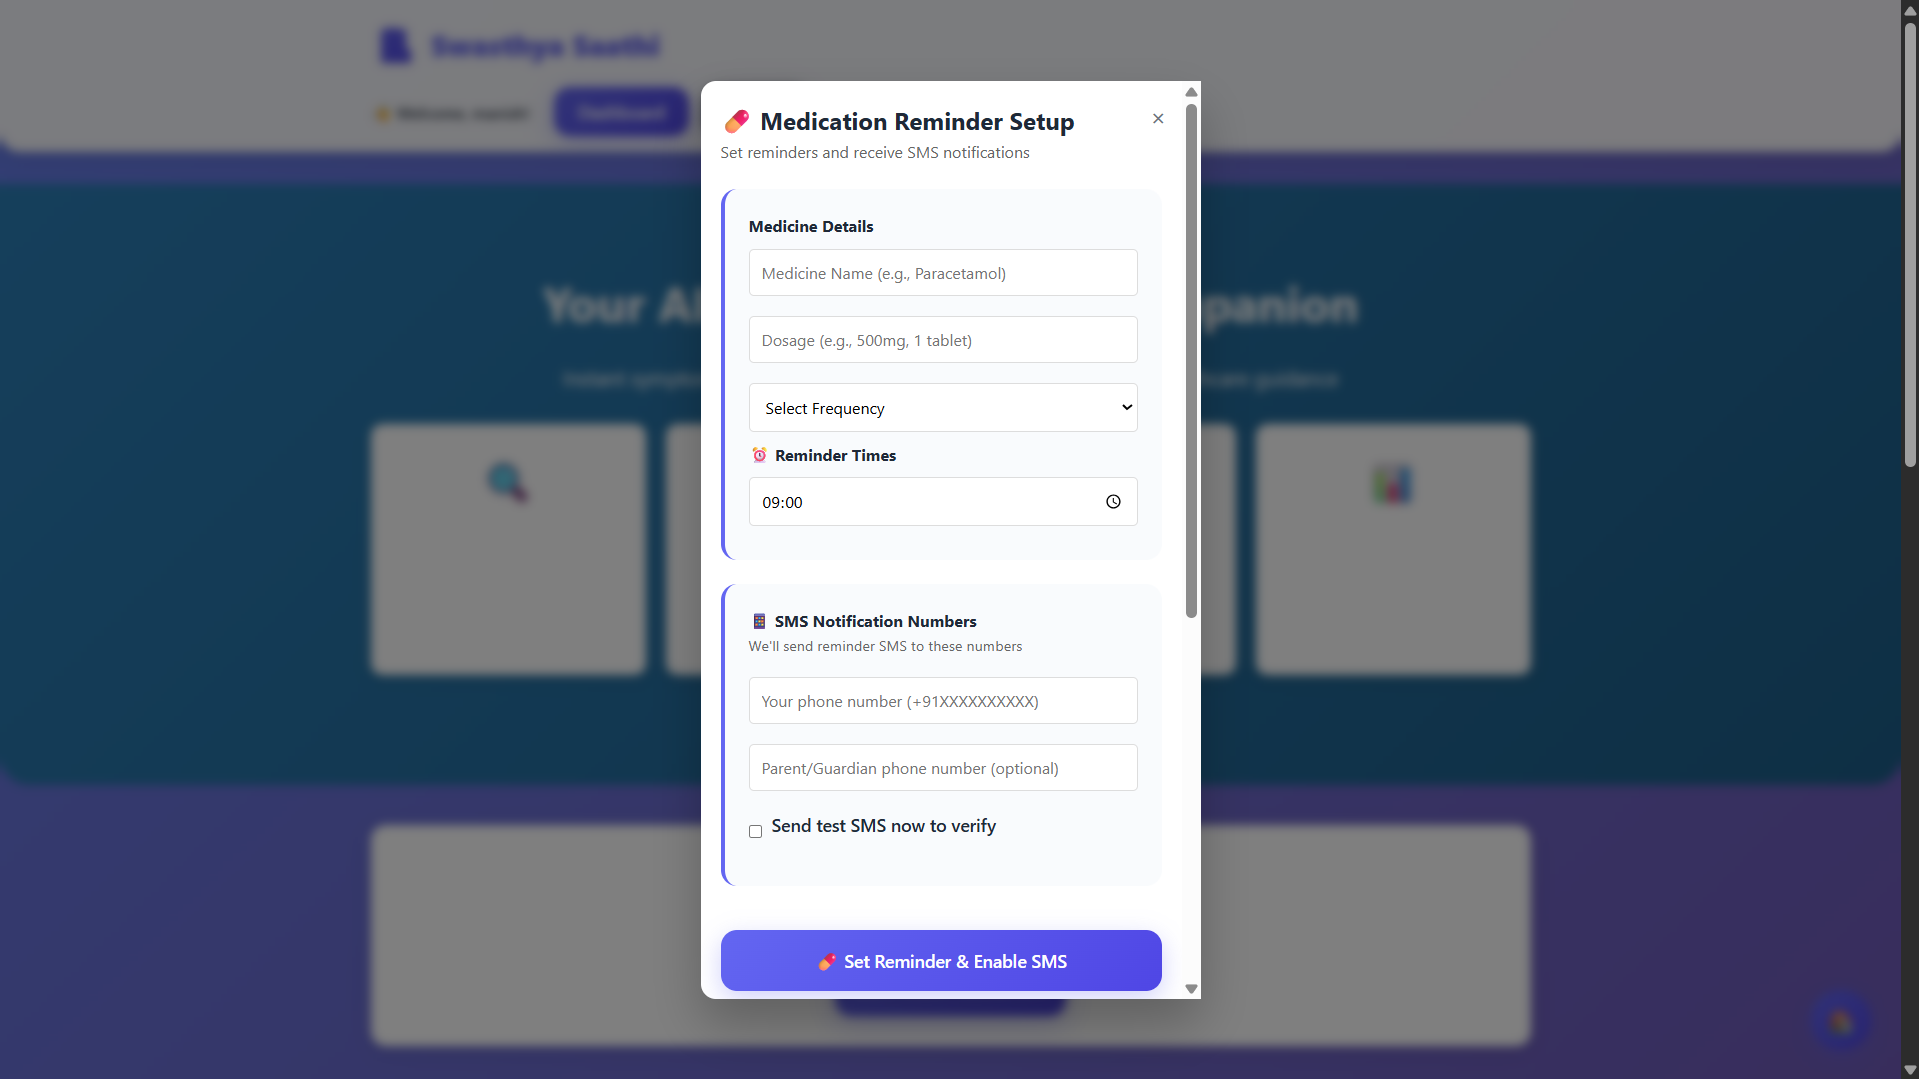 Swasthya Saathi
Dashboard
Medication Reminder Setup
×
Set reminders and receive SMS notifications
Medicine Details
Medicine Name (e.g., Paracetamol)
Dosage (e.g., 500mg, 1 tablet)
Select Frequency
Reminder Times
09:00
SMS Notification Numbers
We'll send reminder SMS to these numbers
Your phone number (+91XXXXXXXXXX)
Parent/Guardian phone number (optional)
Send test SMS now to verify
Set Reminder & Enable SMS
Your AI
panion
Instant
guidance